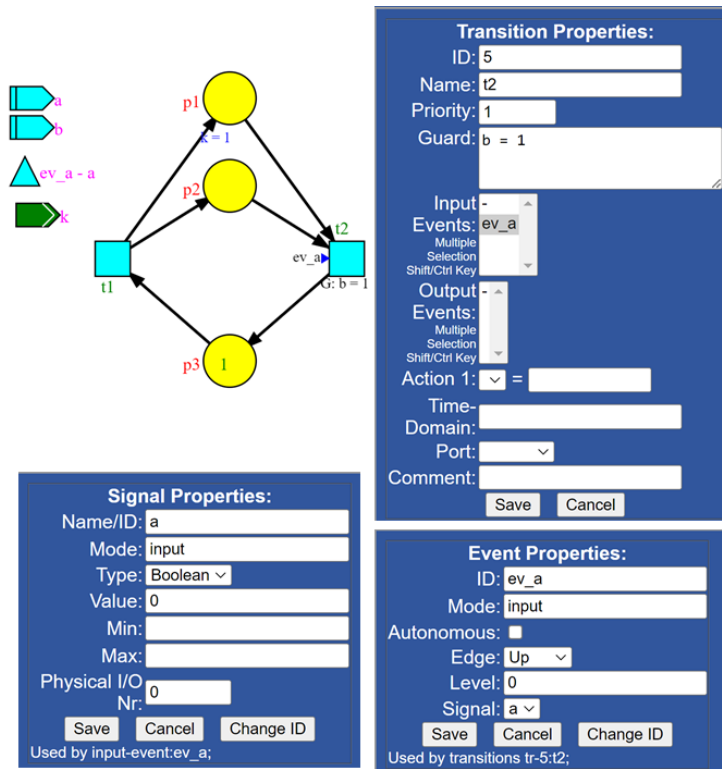 a
b
ev_a - a
k
p1
k = 1
p2
t2
ev_a
G: b = 1
t1
p3
1
Transition Properties:
ID: 5
Name: t2
Priority: 1
Guard: b = 1
Input Events: Multiple Selection Shift/Ctrl Key
-
ev_a
Output Events: Multiple Selection Shift/Ctrl Key
-
Action 1: =
Time-
Domain:
Port:
Comment:
Save Cancel
Signal Properties:
Name/ID: a
Mode: input
Type: Boolean
Value: 0
Min:
Max:
Physical I/O
Nr: 0
Save Cancel Change ID
Used by input-event:ev_a;
Event Properties:
ID: ev_a
Mode: input
Autonomous:
Edge: Up
Level: 0
Signal: a
Save Cancel Change ID
Used by transitions tr-5:t2;